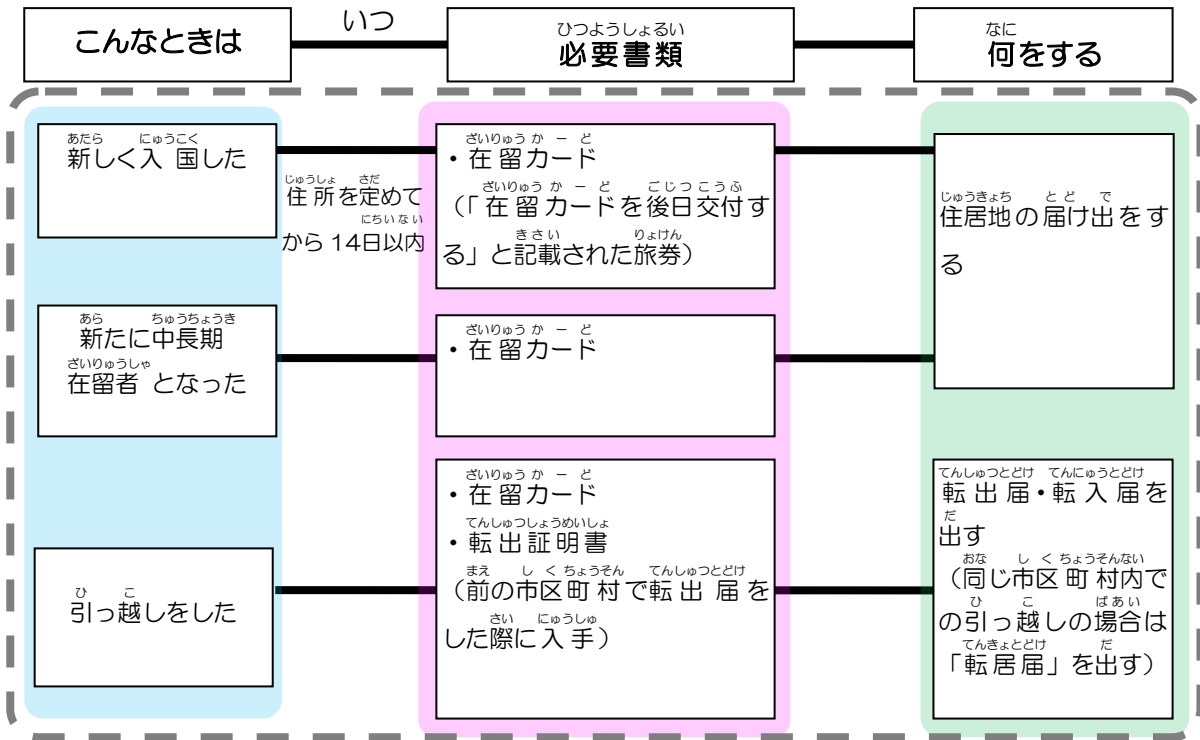 こんなときは
いつ
ひつようしょるい
必要書類
なに
何をする
あたら にゅうこく
新しく入国した
じゅうしょ さだ
住所を定めて
にちいない
から14日以内
ざいりゅうかーど
・在留カード
ざいりゅうかーど ごじつこうふ
（「在留カードを後日交付す
きさい りょけん
る」と記載された旅券）
じゅうきょち とど で
住居地の届け出をす
る
あら ちゅうちょうき
新たに中長期
ざいりゅうしゃ
在留者となった
ざいりゅうかーど
・在留カード
ひ こ
引っ越しをした
ざいりゅうかーど
・在留カード
てんしゅつしょうめいしょ
・転出証明書
まえ しくちょうそん てんしゅつとどけ
（前の市区町村で転出届を
さい にゅうしゅ
した際に入手）
てんしゅつとどけ てんにゅうとどけ
転出届・転入届を
だ
出す
おな しくちょうそんない
（同じ市区町村内で
ひ こ ばあい
の引っ越しの場合は
てんきょとどけ だ
「転居届」を出す）